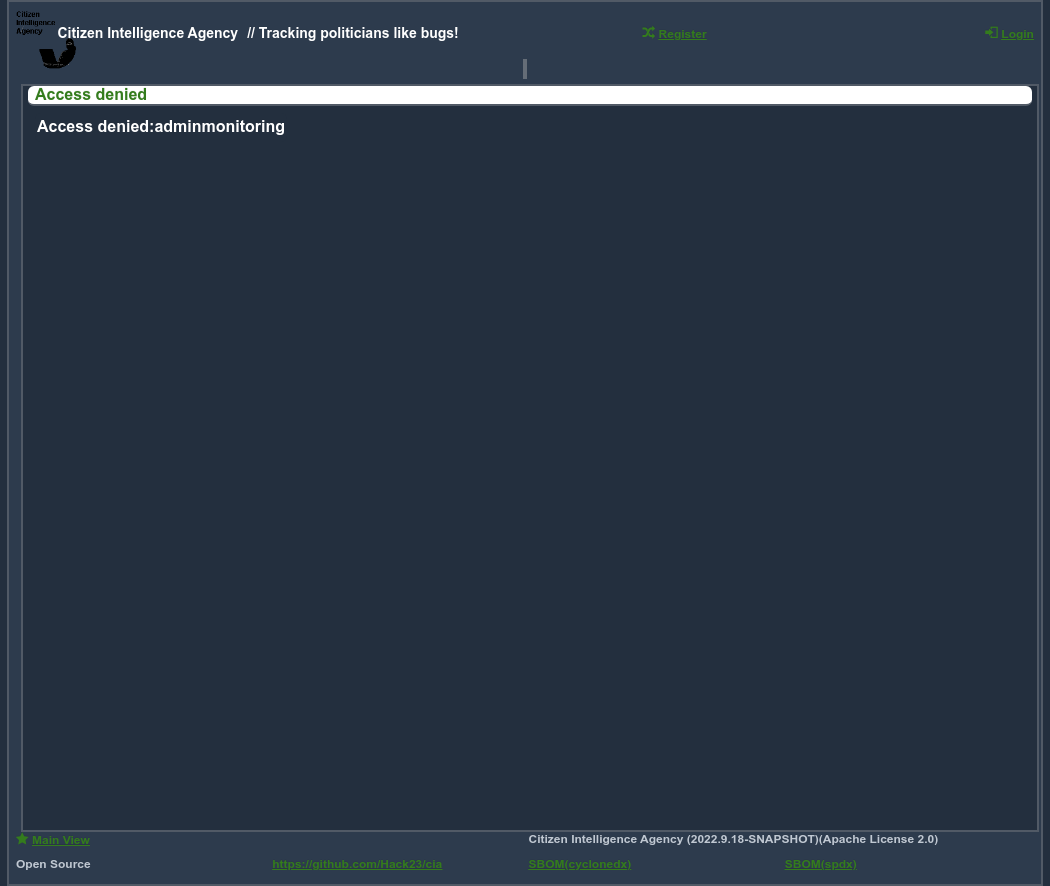 Citizen
Intelligence
Agency
Citizen Intelligence Agency // Tracking politicians like bugs!
Register
Login
Access denied
Access denied:adminmonitoring
Main View
Citizen Intelligence Agency (2022.9.18-SNAPSHOT)(Apache License 2.0)
Open Source
https://github.com/Hack23/cia
SBOM(cyclonedx)
SBOM(spdx)